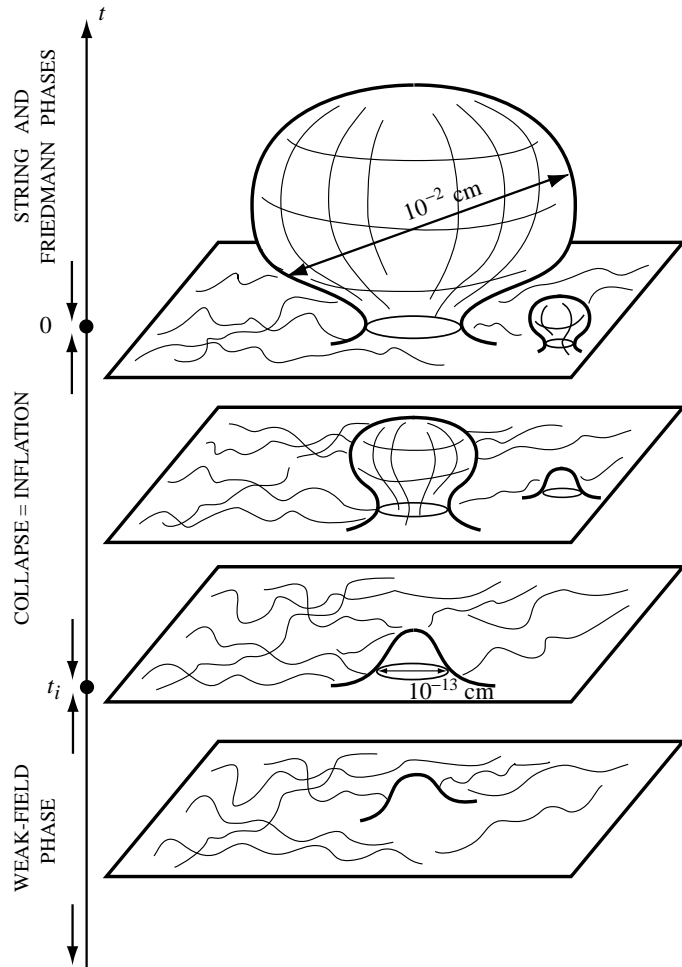 t
STRING AND
FRIEDMANN PHASES
10⁻² cm
0
COLLAPSE = INFLATION
10⁻¹³ cm
tᵢ
WEAK-FIELD
PHASE